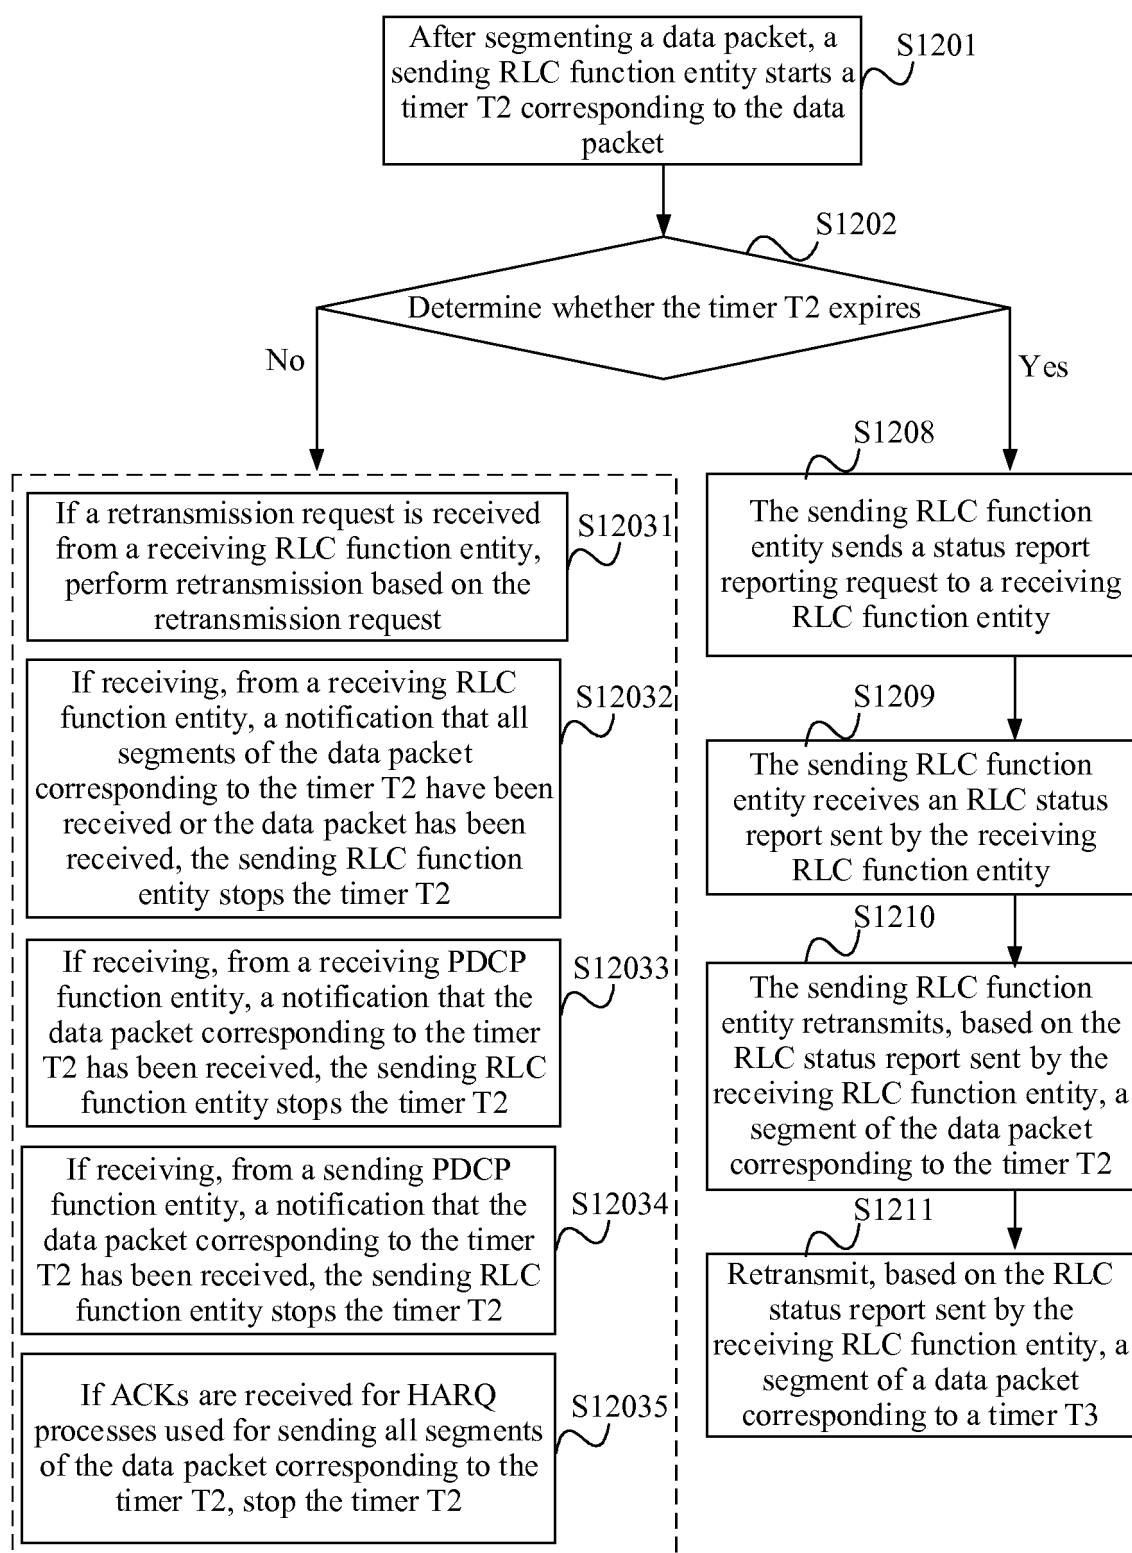 After segmenting a data packet, a
sending RLC function entity starts a
timer T2 corresponding to the data
packet
S1201
S1202
Determine whether the timer T2 expires
No
Yes
If a retransmission request is received
from a receiving RLC function entity,
perform retransmission based on the
retransmission request
S12031
If receiving, from a receiving RLC
function entity, a notification that all
segments of the data packet
corresponding to the timer T2 have been
received or the data packet has been
received, the sending RLC function
entity stops the timer T2
S12032
If receiving, from a receiving PDCP
function entity, a notification that the
data packet corresponding to the timer
T2 has been received, the sending RLC
function entity stops the timer T2
S12033
If receiving, from a sending PDCP
function entity, a notification that the
data packet corresponding to the timer
T2 has been received, the sending RLC
function entity stops the timer T2
S12034
If ACKs are received for HARQ
processes used for sending all segments
of the data packet corresponding to the
timer T2, stop the timer T2
S12035
S1208
The sending RLC function
entity sends a status report
reporting request to a receiving
RLC function entity
S1209
The sending RLC function
entity receives an RLC status
report sent by the receiving
RLC function entity
S1210
The sending RLC function
entity retransmits, based on the
RLC status report sent by the
receiving RLC function entity, a
segment of the data packet
corresponding to the timer T2
S1211
Retransmit, based on the RLC
status report sent by the
receiving RLC function entity, a
segment of a data packet
corresponding to a timer T3